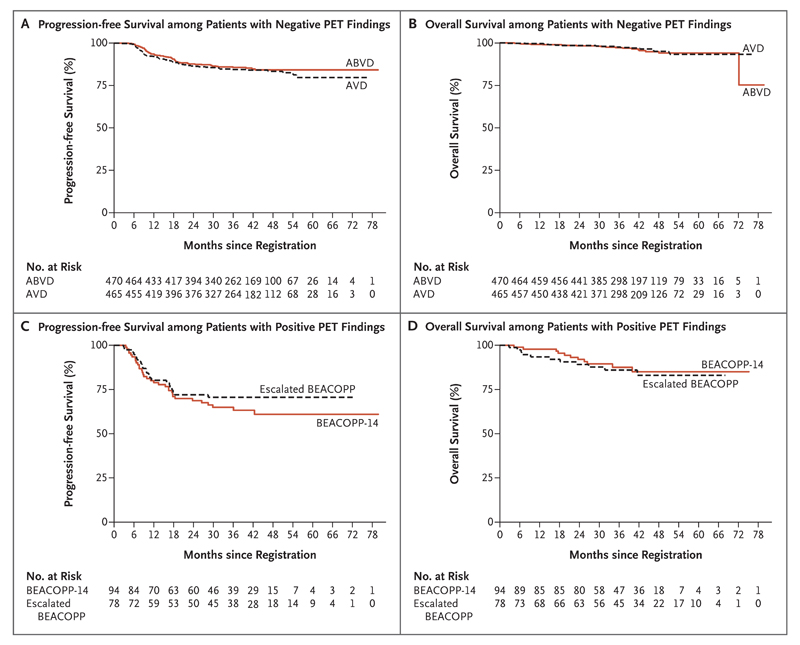 A Progression-free Survival among Patients with Negative PET Findings
Progression-free Survival (%)
100
75
50
25
0
ABVD
AVD
0 6 12 18 24 30 36 42 48 54 60 66 72 78
Months since Registration
No. at Risk
ABVD 470 464 433 417 394 340 262 169 100 67 26 14 4 1
AVD 465 455 419 396 376 327 264 182 112 68 28 16 3 0
B Overall Survival among Patients with Negative PET Findings
Overall Survival (%)
100
75
50
25
0
AVD
ABVD
0 6 12 18 24 30 36 42 48 54 60 66 72 78
Months since Registration
No. at Risk
ABVD 470 464 459 456 441 385 298 197 119 79 33 16 5 1
AVD 465 457 450 438 421 371 298 209 126 72 29 16 3 0
C Progression-free Survival among Patients with Positive PET Findings
Progression-free Survival (%)
100
75
50
25
0
Escalated BEACOPP
BEACOPP-14
0 6 12 18 24 30 36 42 48 54 60 66 72 78
Months since Registration
No. at Risk
BEACOPP-14 94 84 70 63 60 46 39 29 15 7 4 3 2 1
Escalated 78 72 59 53 50 45 38 28 18 14 9 4 1 0
BEACOPP
D Overall Survival among Patients with Positive PET Findings
Overall Survival (%)
100
75
50
25
0
BEACOPP-14
Escalated BEACOPP
0 6 12 18 24 30 36 42 48 54 60 66 72 78
Months since Registration
No. at Risk
BEACOPP-14 94 89 85 85 80 58 47 36 18 7 4 3 2 1
Escalated 78 73 68 66 63 56 45 34 22 17 10 4 1 0
BEACOPP